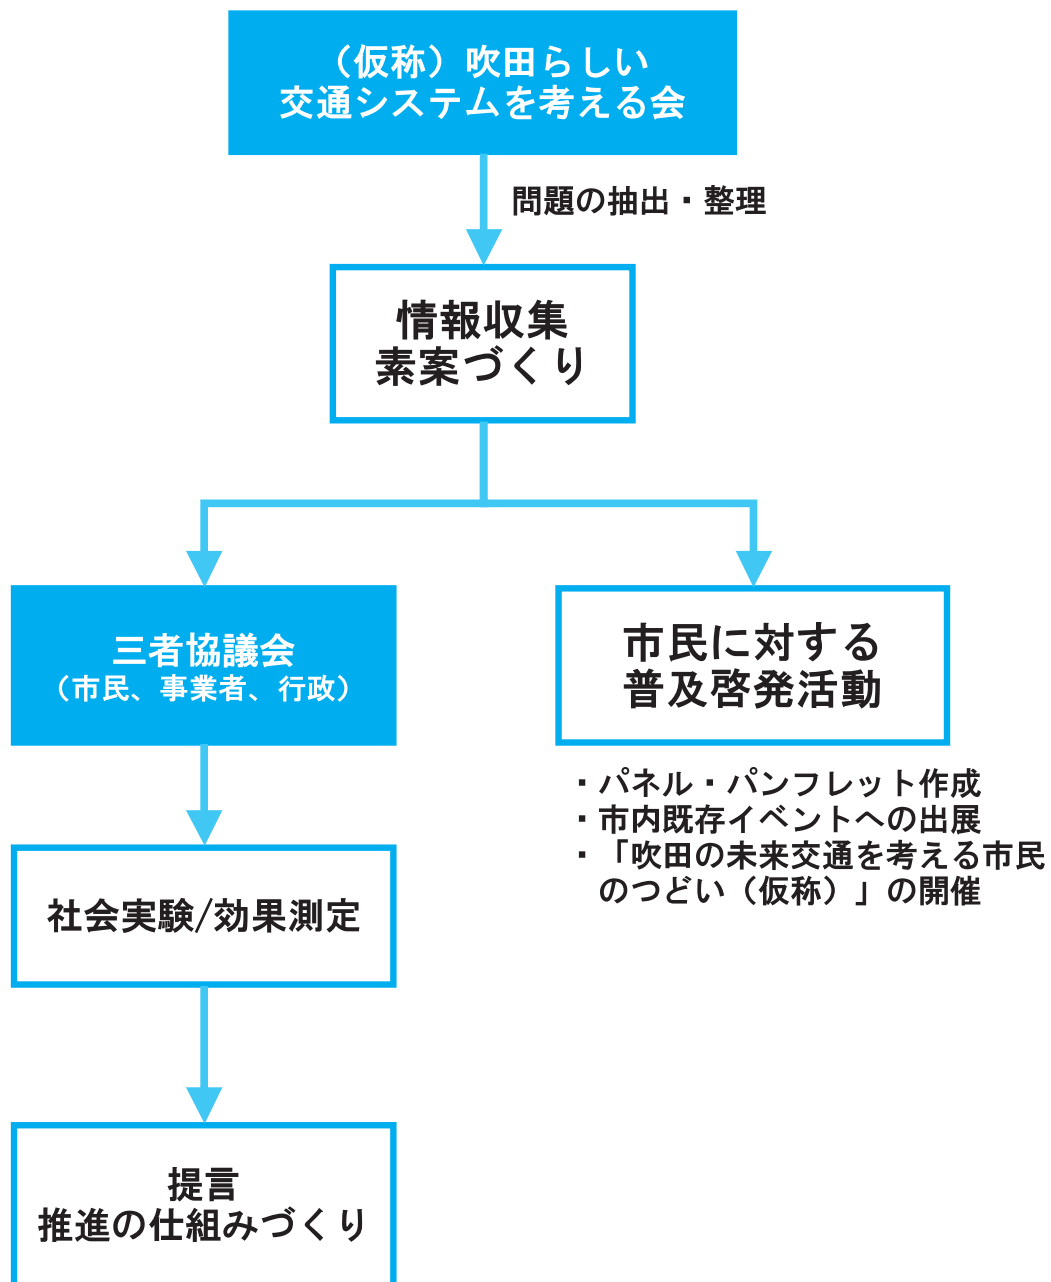 （仮称）吹田らしい
交通システムを考える会
問題の抽出・整理
情報収集
素案づくり
三者協議会
（市民、事業者、行政）
市民に対する
普及啓発活動
・パネル・パンフレット作成
・市内既存イベントへの出展
・「吹田の未来交通を考える市民
のつどい（仮称）」の開催
社会実験/効果測定
提言
推進の仕組みづくり